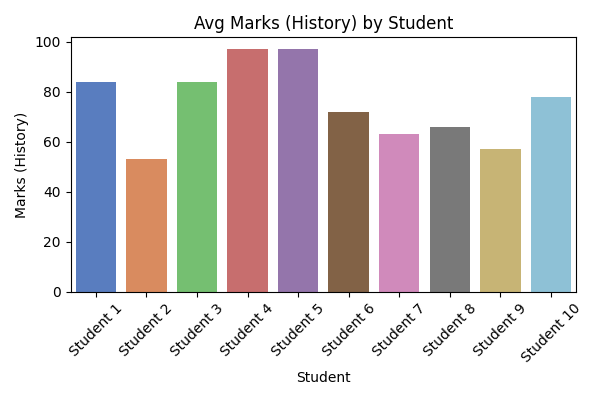 Avg Marks (History) by Student
Marks (History)
100
80
60
40
20
0
Student 1
Student 2
Student 3
Student 4
Student 5
Student 6
Student 7
Student 8
Student 9
Student 10
Student